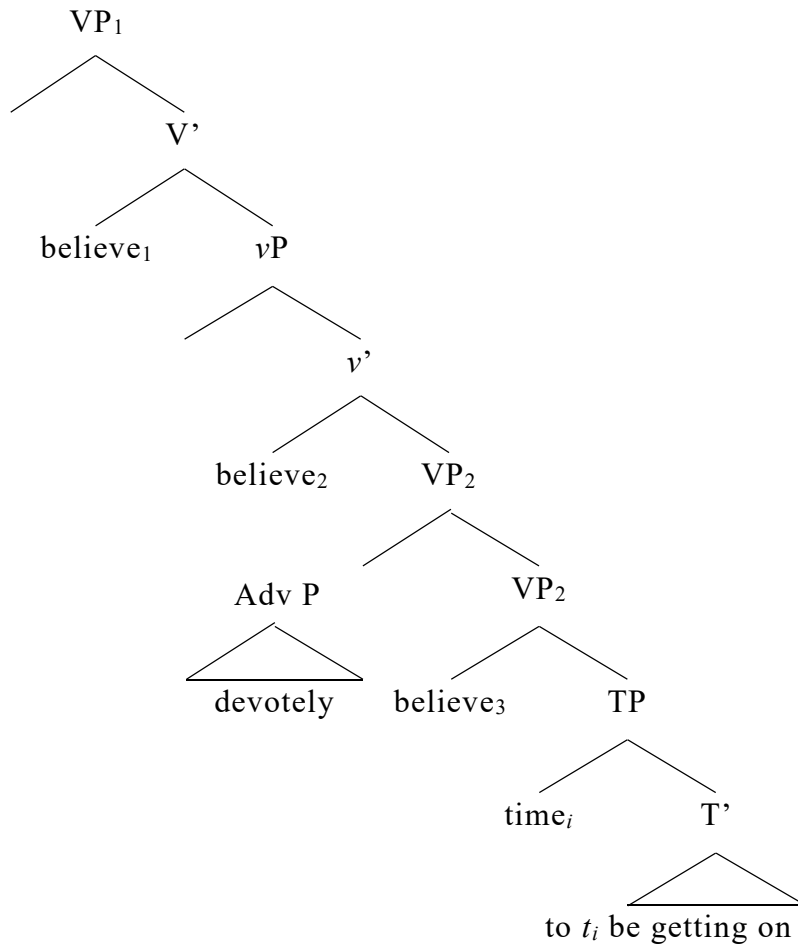 VP₁
V’
believe₁ vP
v’
believe₂ VP₂
Adv P VP₂
devotely believe₃ TP
timeᵢ T’
to tᵢ be getting on